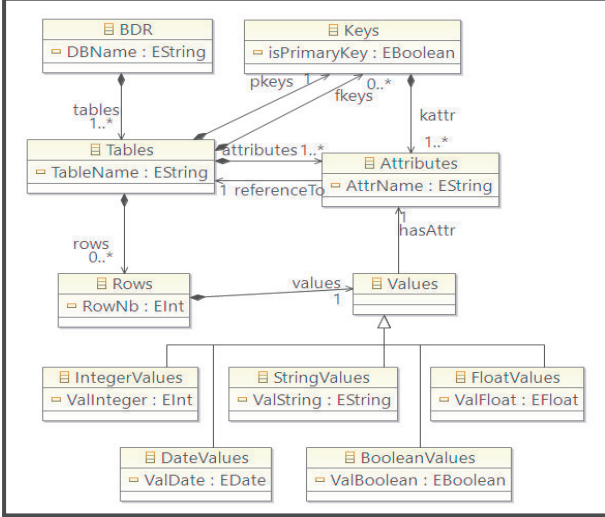 BDR
DBName : EString
Keys
isPrimaryKey : EBoolean
pkeys 1
0..*
fkeys
kattr
1..*
tables
1..*
Tables
TableName : EString
attributes 1..*
1 referenceTo
Attributes
AttrName : EString
1
hasAttr
rows
0..*
Rows
RowNb : EInt
values
1
Values
IntegerValues
ValInteger : EInt
StringValues
ValString : EString
FloatValues
ValFloat : EFloat
DateValues
ValDate : EDate
BooleanValues
ValBoolean : EBoolean